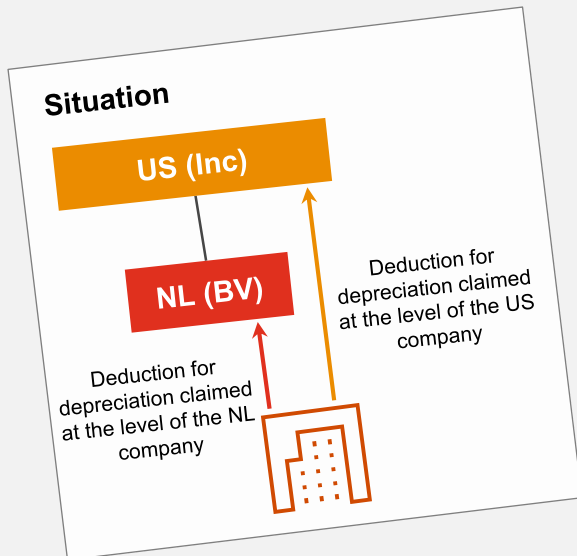 Situation
US (Inc)
NL (BV)
Deduction for
depreciation claimed
at the level of the US
company
Deduction for
depreciation claimed
at the level of the NL
company